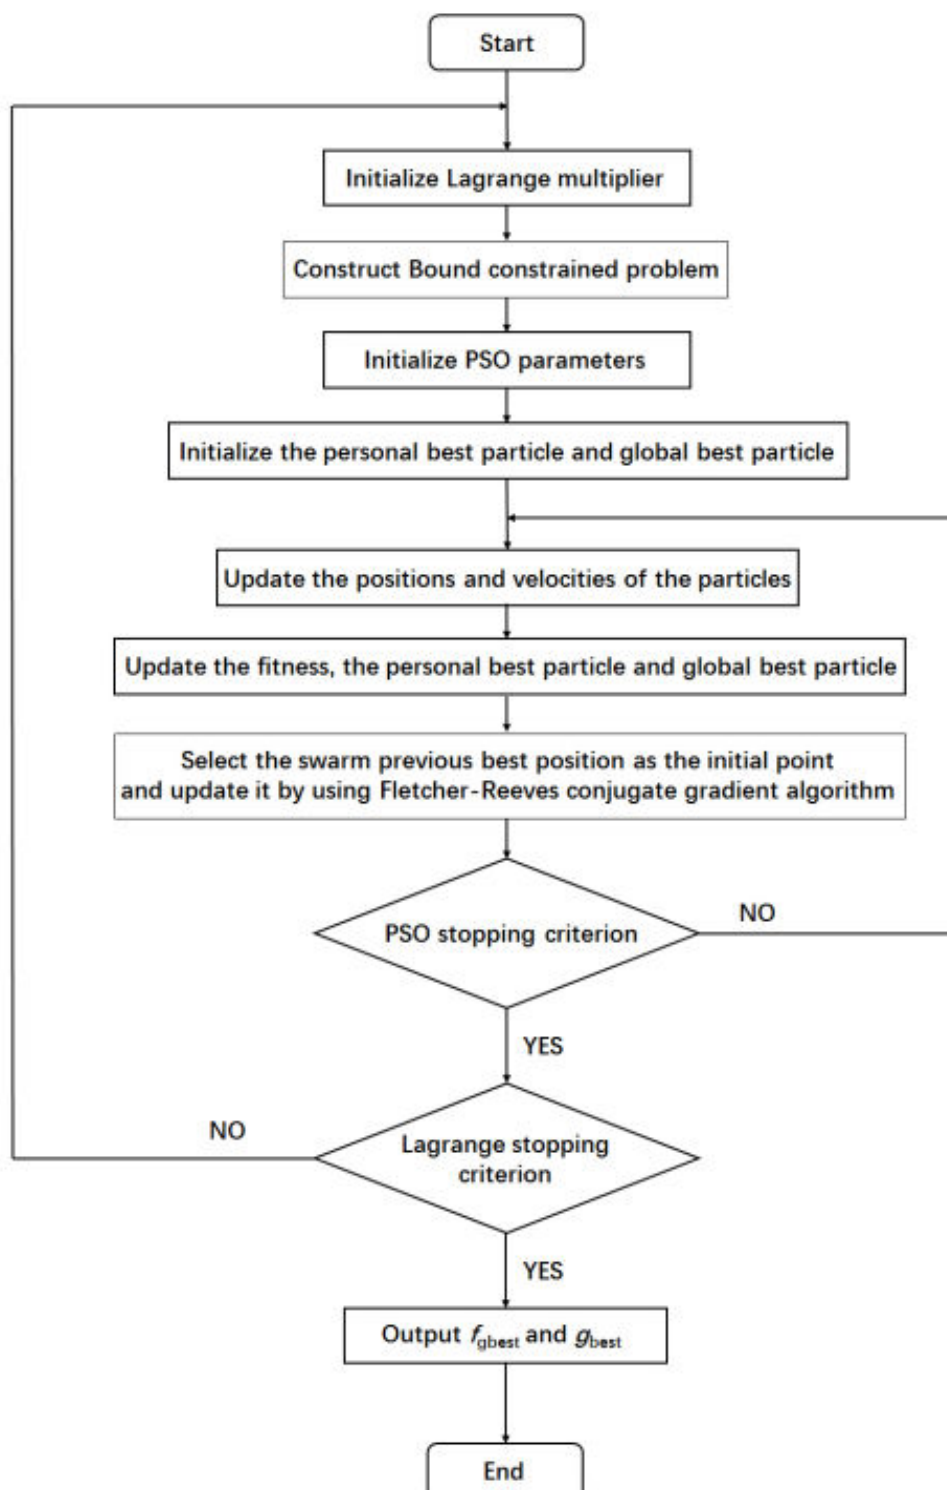 Start
Initialize Lagrange multiplier
Construct Bound constrained problem
Initialize PSO parameters
Initialize the personal best particle and global best particle
Update the positions and velocities of the particles
Update the fitness, the personal best particle and global best particle
Select the swarm previous best position as the initial point
and update it by using Fletcher-Reeves conjugate gradient algorithm
PSO stopping criterion
NO
YES
NO
Lagrange stopping
criterion
YES
Output fgbest and gbest
End